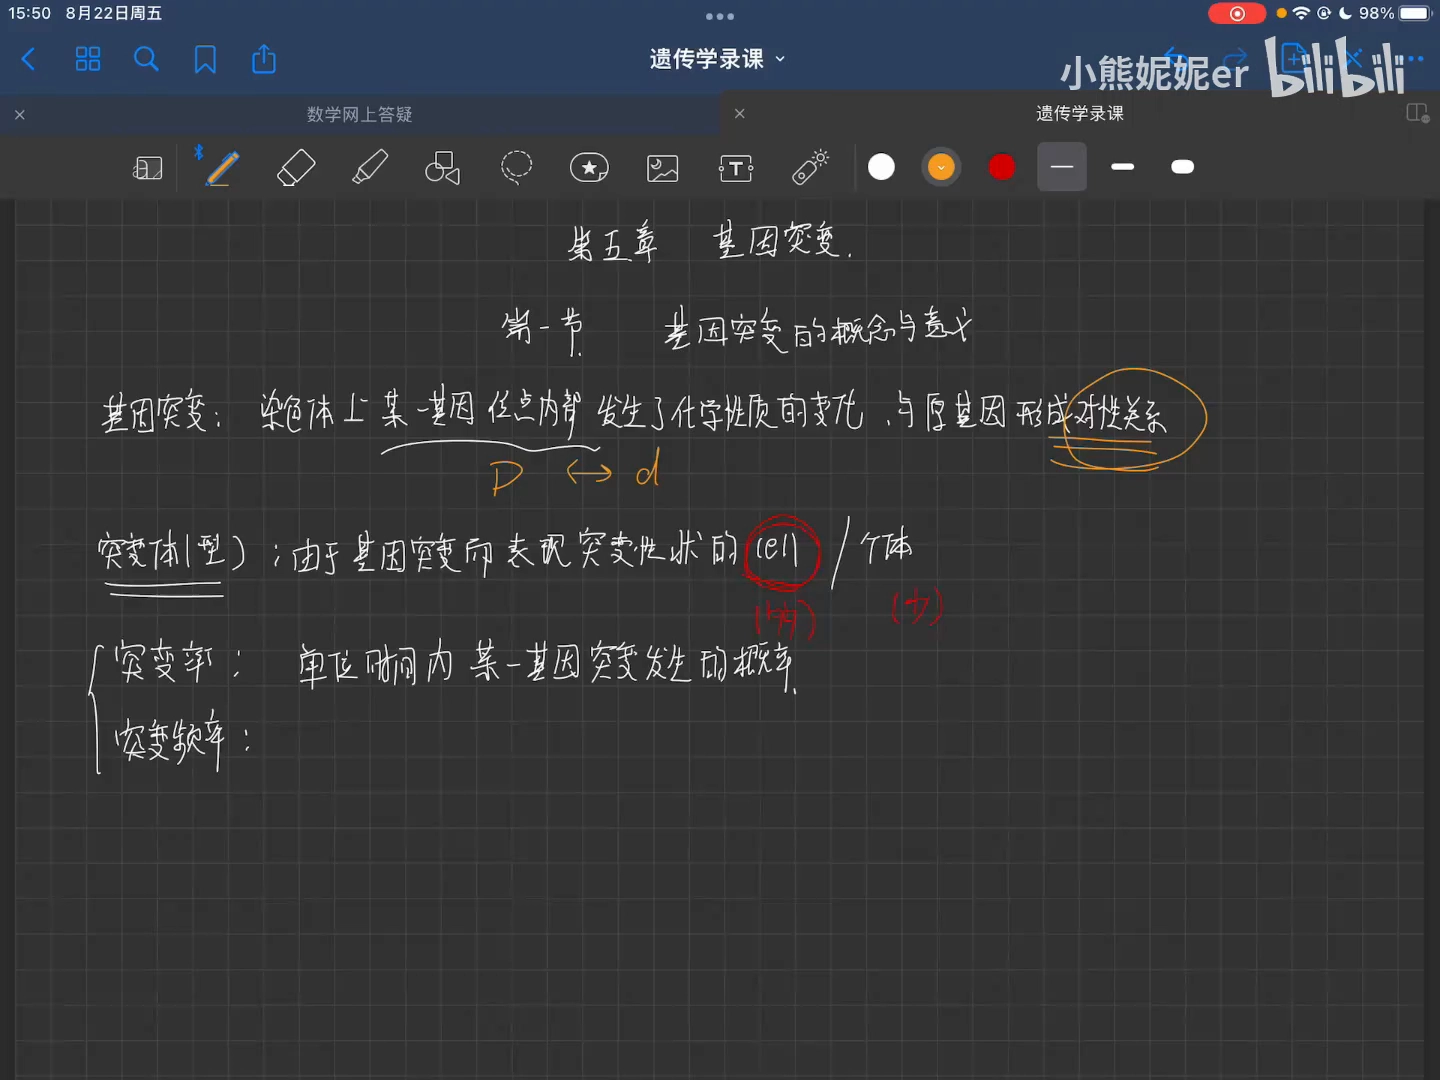 15:50 8月22日周五
98%
遗传学录课
小熊妮妮er bilibili
数学网上答疑
遗传学录课
第五章 基因突变.
第一节. 基因突变的概念与意义
基因突变: 染色体上某一基因位点内部发生了化学性质的变化,与原基因形成对性关系
D ↔ d
突变体(型):由于基因突变而表现突变性状的cell/个体
(少)
突变率: 单位时间内某一基因突变发生的概率.
突变频率: